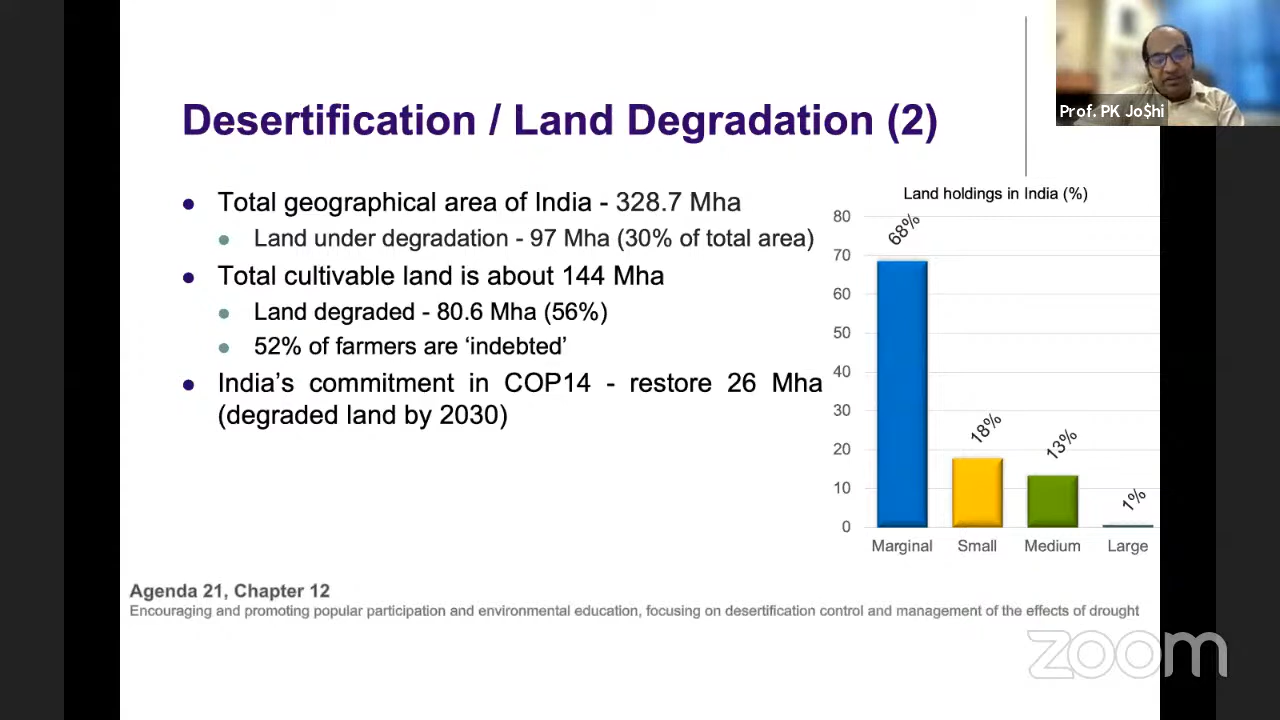 Prof. PK Jo$hi
Desertification / Land Degradation (2)
● Total geographical area of India - 328.7 Mha
● Land under degradation - 97 Mha (30% of total area)
● Total cultivable land is about 144 Mha
● Land degraded - 80.6 Mha (56%)
● 52% of farmers are ‘indebted’
● India’s commitment in COP14 - restore 26 Mha
(degraded land by 2030)
Land holdings in India (%)
80
70
60
50
40
30
20
10
0
68%
18%
13%
1%
Marginal Small Medium Large
Agenda 21, Chapter 12
Encouraging and promoting popular participation and environmental education, focusing on desertification control and management of the effects of drought
zoom